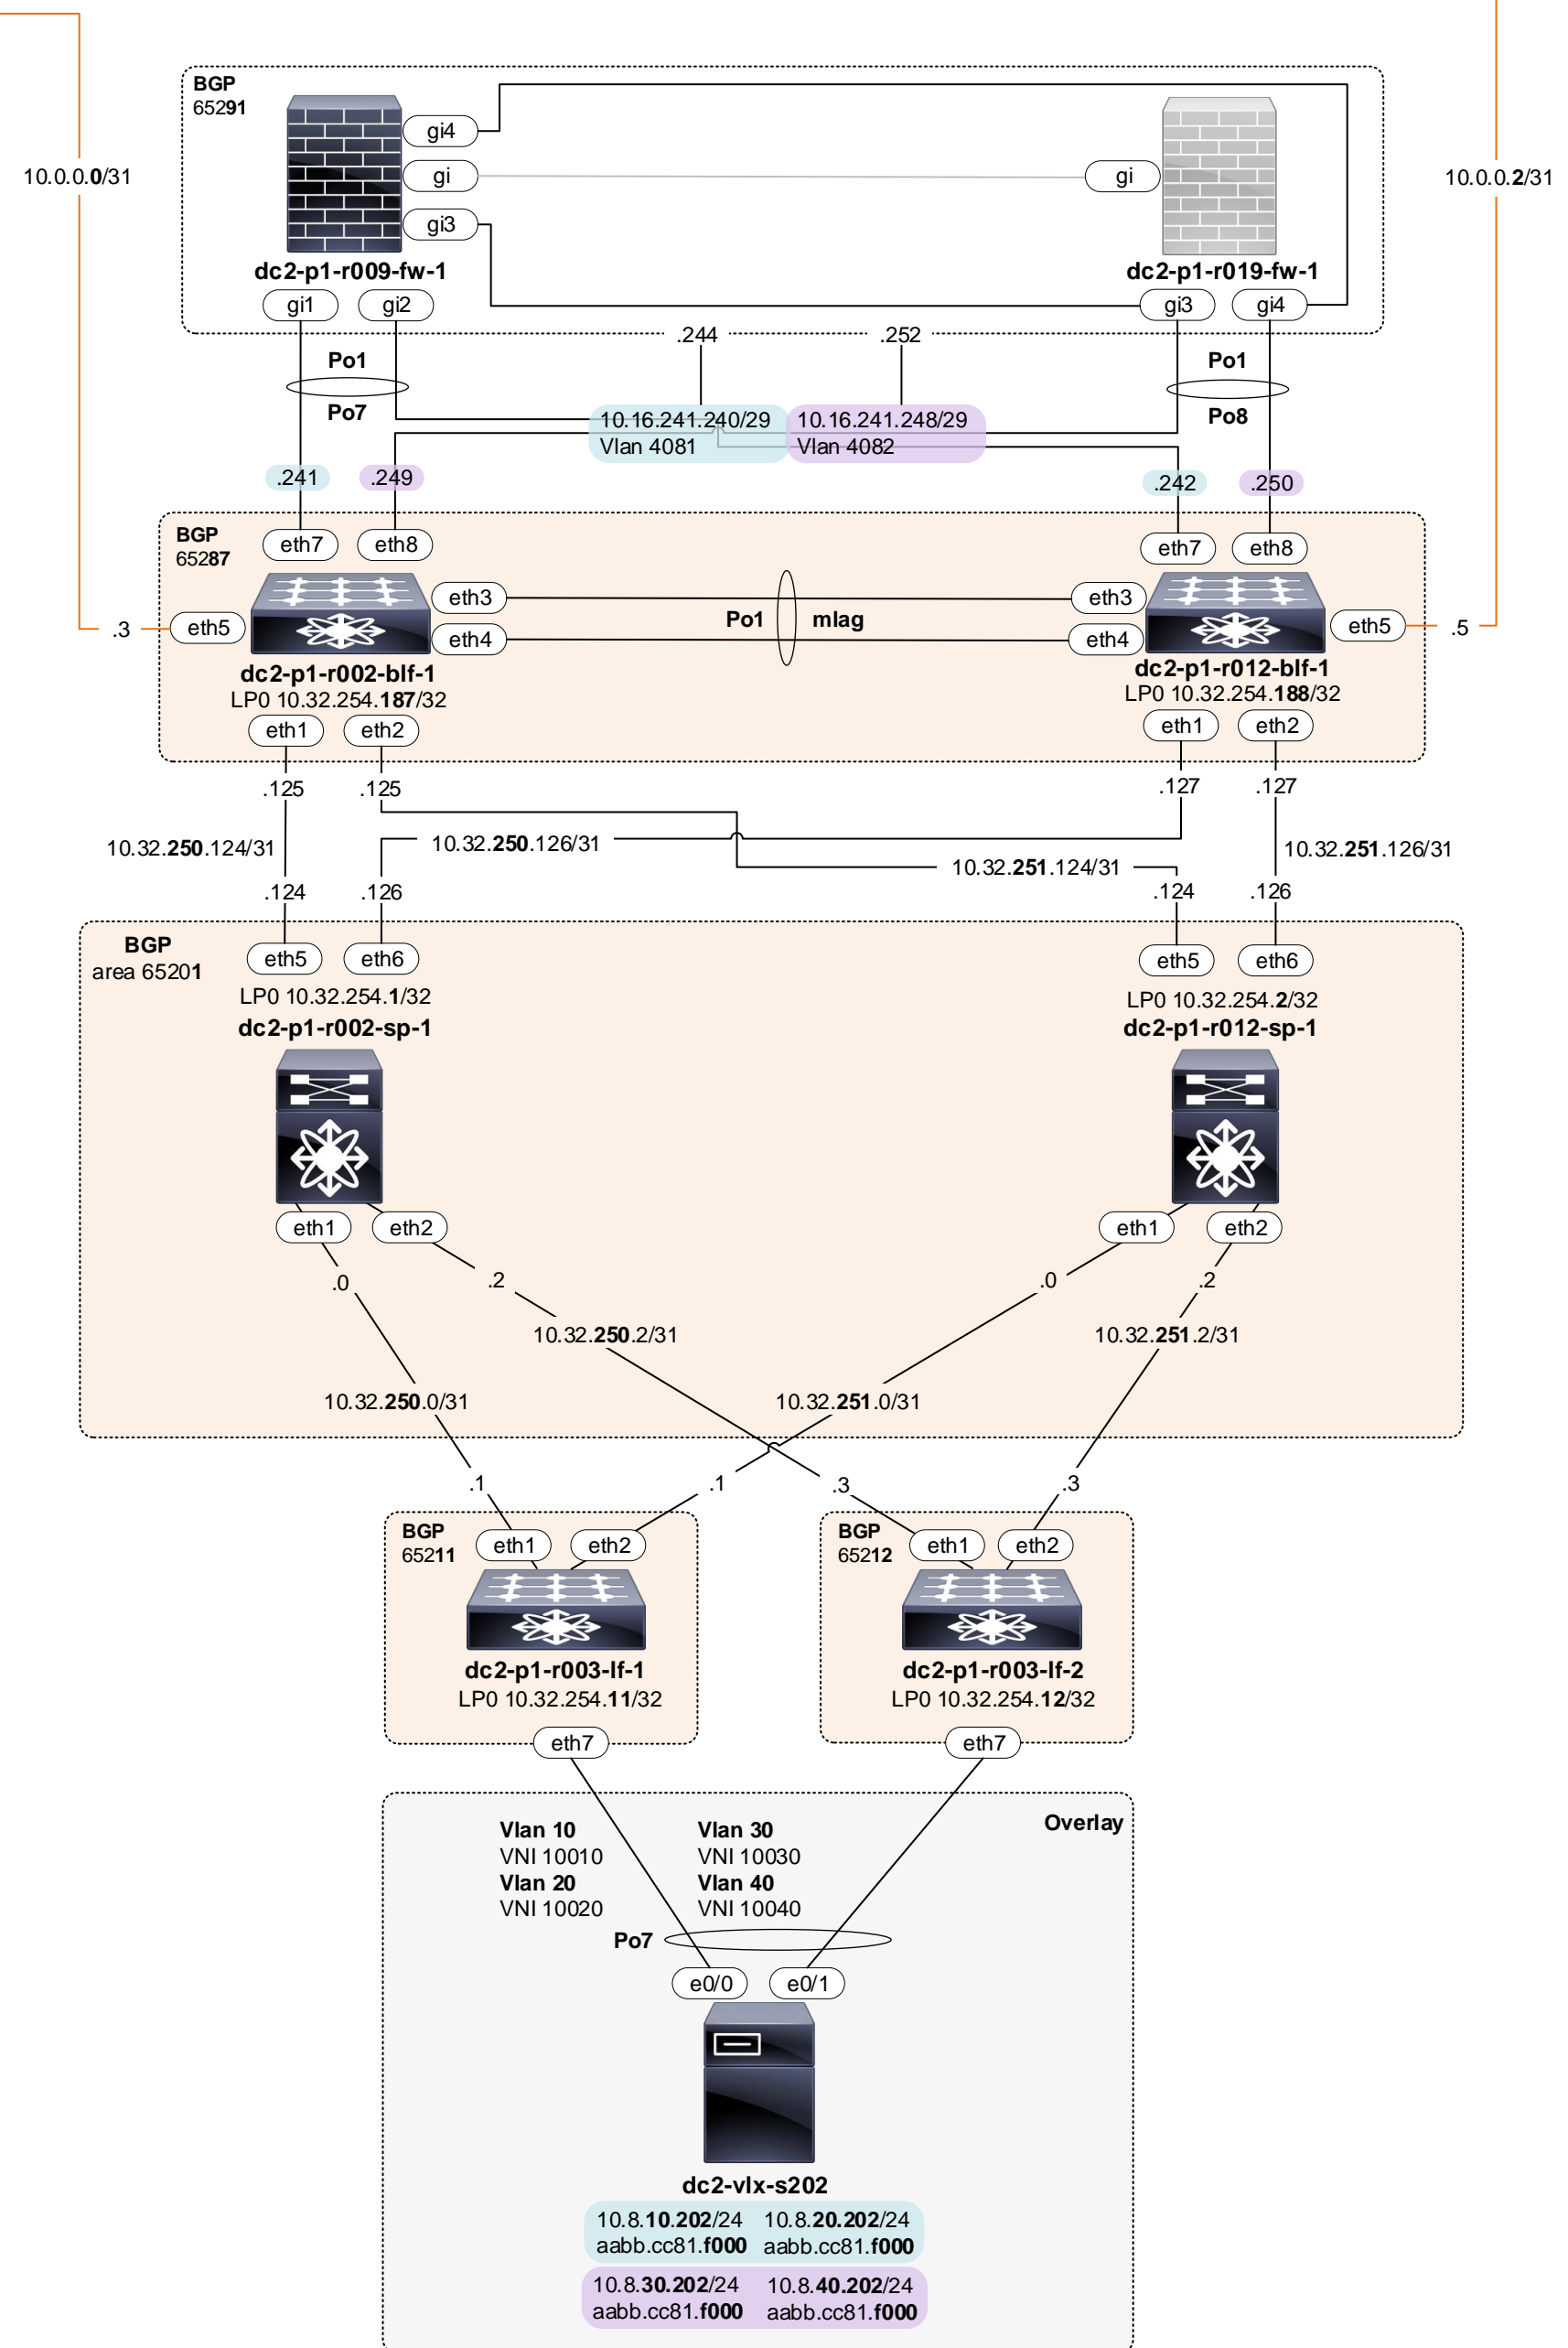 BGP
65291
gi4
10.0.0.0/31
gi
gi
10.0.0.2/31
gi3
dc2-p1-r009-fw-1
dc2-p1-r019-fw-1
gi1
gi2
gi3
gi4
.244
.252
Po1
Po1
Po7
Po8
10.16.241.240/29
Vlan 4081
10.16.241.248/29
Vlan 4082
.241
.249
.242
.250
BGP
65287
eth7
eth8
eth7
eth8
eth3
eth3
Po1
mlag
.3
eth5
eth5
.5
eth4
eth4
dc2-p1-r002-blf-1
LP0 10.32.254.187/32
dc2-p1-r012-blf-1
LP0 10.32.254.188/32
eth1
eth2
eth1
eth2
.125
.125
.127
.127
10.32.250.124/31
10.32.250.126/31
10.32.251.124/31
10.32.251.126/31
.124
.126
.124
.126
BGP
area 65201
eth5
eth6
eth5
eth6
LP0 10.32.254.1/32
dc2-p1-r002-sp-1
LP0 10.32.254.2/32
dc2-p1-r012-sp-1
eth1
eth2
eth1
eth2
.0
.2
.0
.2
10.32.250.2/31
10.32.251.2/31
10.32.250.0/31
10.32.251.0/31
.1
.1
.3
.3
BGP
65211
eth1
eth2
BGP
65212
eth1
eth2
dc2-p1-r003-lf-1
LP0 10.32.254.11/32
dc2-p1-r003-lf-2
LP0 10.32.254.12/32
eth7
eth7
Overlay
Vlan 10
VNI 10010
Vlan 20
VNI 10020
Vlan 30
VNI 10030
Vlan 40
VNI 10040
Po7
e0/0
e0/1
dc2-vlx-s202
10.8.10.202/24
aabb.cc81.f000
10.8.20.202/24
aabb.cc81.f000
10.8.30.202/24
aabb.cc81.f000
10.8.40.202/24
aabb.cc81.f000